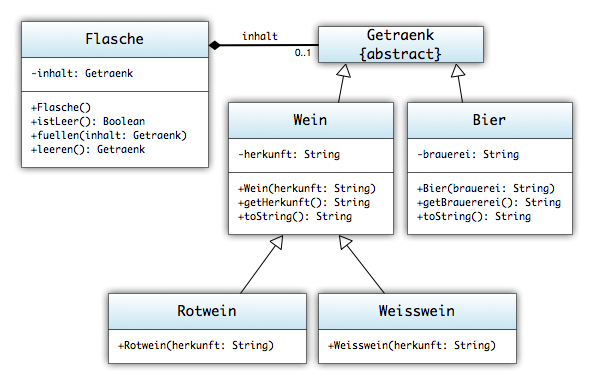 Flasche
-inhalt: Getraenk
+Flasche()
+istLeer(): Boolean
+fuellen(inhalt: Getraenk)
+leeren(): Getraenk
inhalt
0..1
Getraenk
{abstract}
Wein
-herkunft: String
+Wein(herkunft: String)
+getHerkunft(): String
+toString(): String
Bier
-brauerei: String
+Bier(brauerei: String)
+getBrauererei(): String
+toString(): String
Rotwein
+Rotwein(herkunft: String)
Weisswein
+Weisswein(herkunft: String)